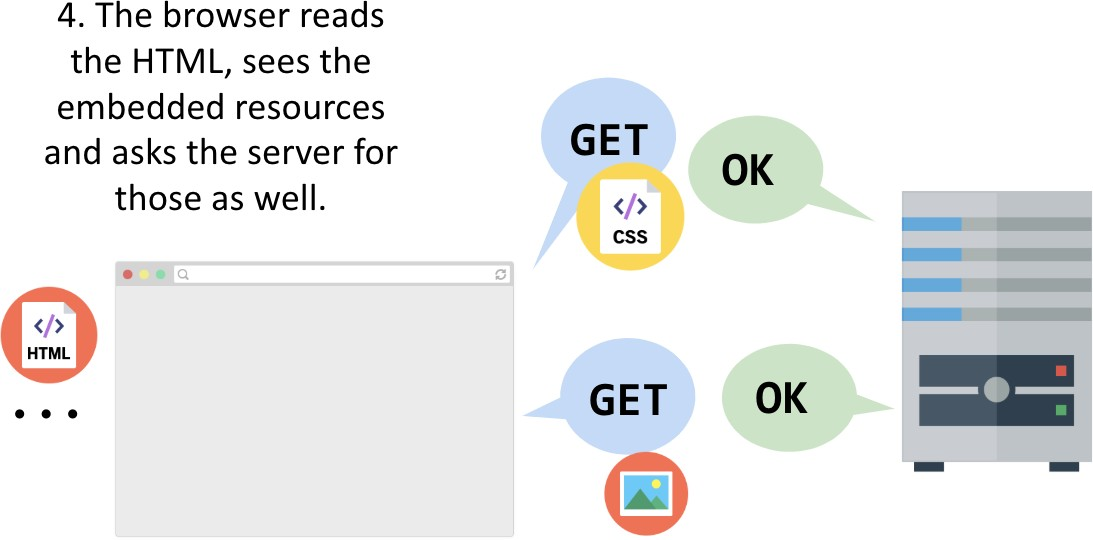 4. The browser reads
the HTML, sees the
embedded resources
and asks the server for
those as well.
GET
OK
</> CSS
</> HTML
GET
OK